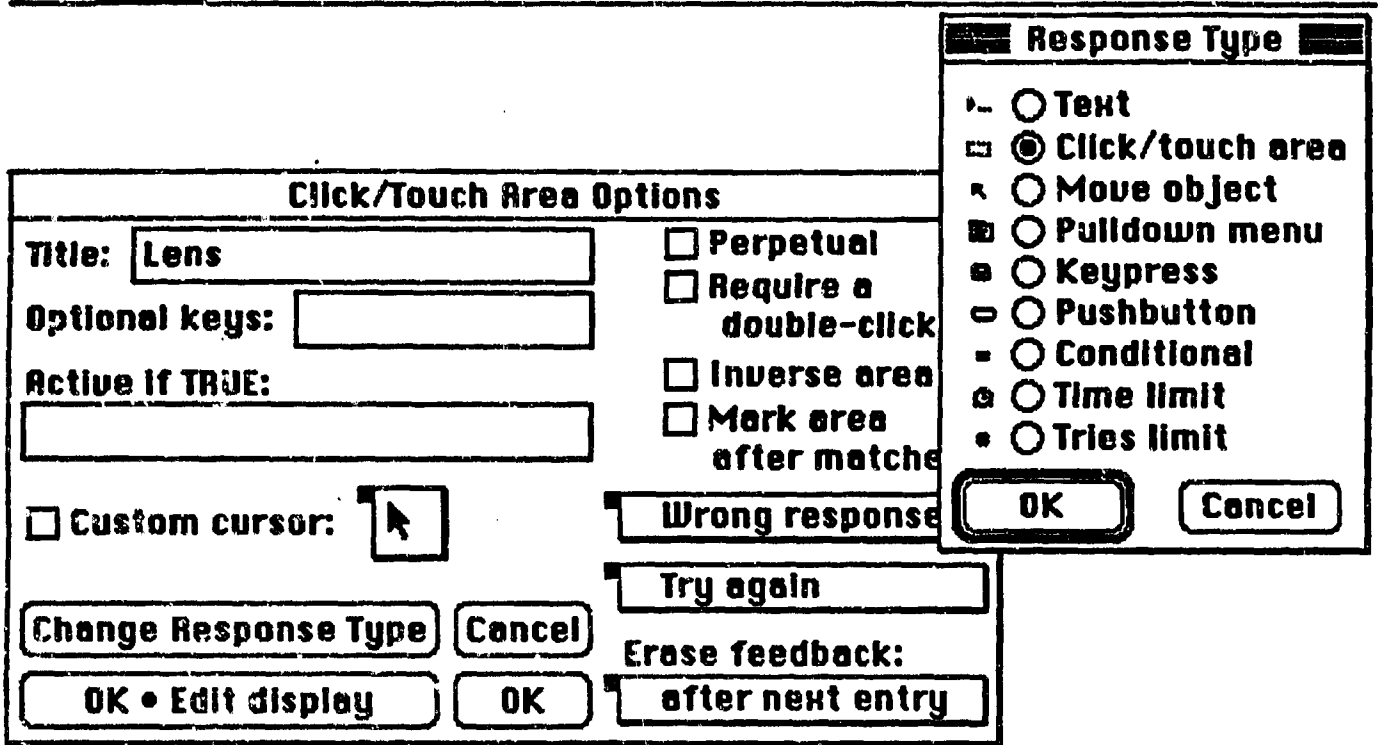 Response Type
Text
Click/touch area
Move object
Pulldown menu
Keypress
Pushbutton
Conditional
Time limit
Tries limit
OK
Cancel
Click/Touch Area Options
Title: Lens
Optional keys:
Active if TRUE:
Custom cursor:
Perpetual
Require a
double-click
Inverse area
Mark area
after matche
Wrong response
Try again
Erase feedback:
after next entry
Change Response Type
Cancel
OK • Edit display
OK